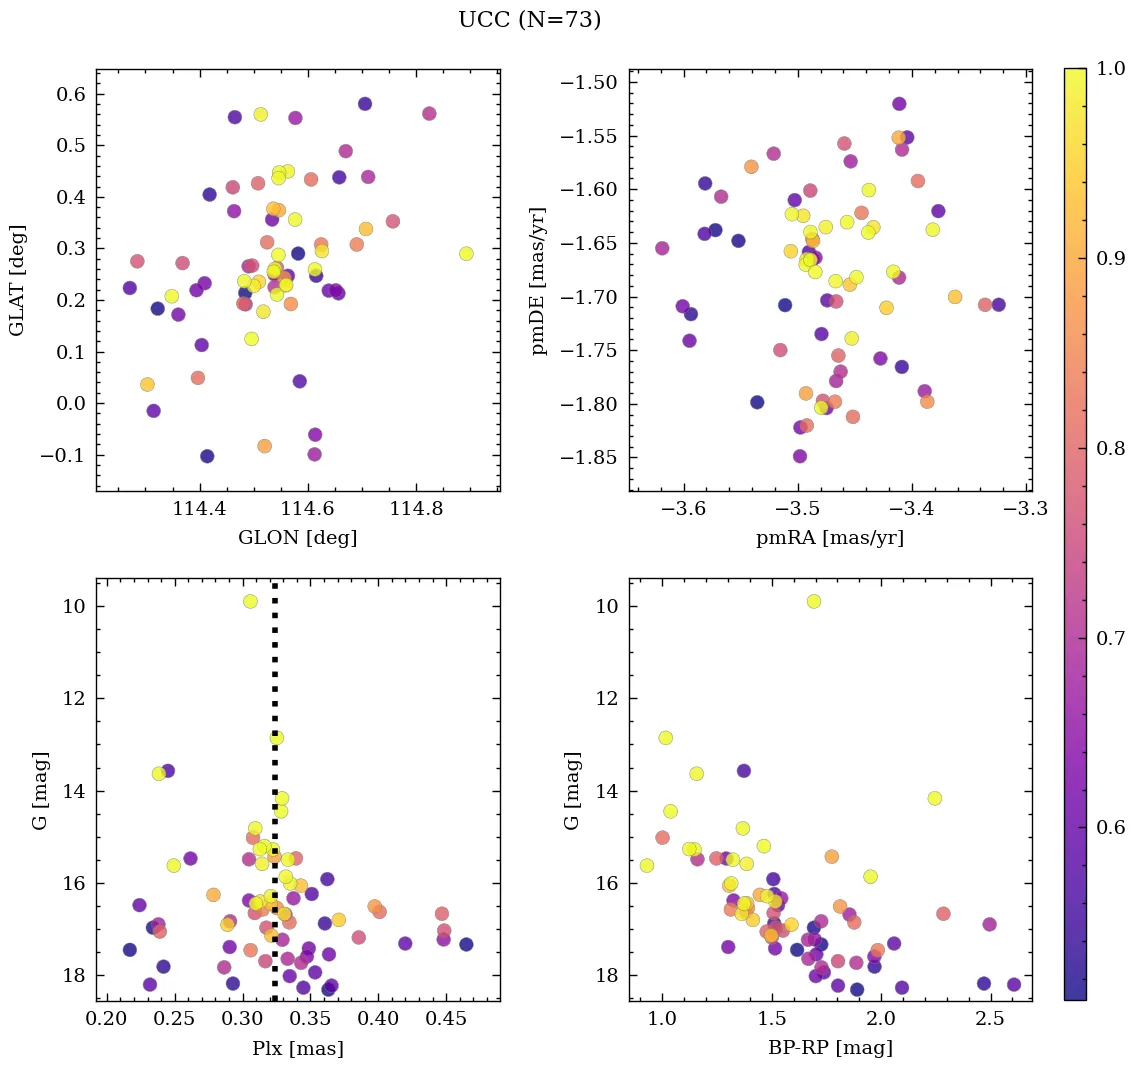 UCC (N=73)
0.6
0.5
0.4
0.3
0.2
0.1
0.0
−0.1
GLAT [deg]
114.4 114.6 114.8
GLON [deg]
−1.50
−1.55
−1.60
−1.65
−1.70
−1.75
−1.80
−1.85
pmDE [mas/yr]
−3.6 −3.5 −3.4 −3.3
pmRA [mas/yr]
10
12
14
16
18
G [mag]
0.20 0.25 0.30 0.35 0.40 0.45
Plx [mas]
10
12
14
16
18
G [mag]
1.0 1.5 2.0 2.5
BP-RP [mag]
1.0
0.9
0.8
0.7
0.6